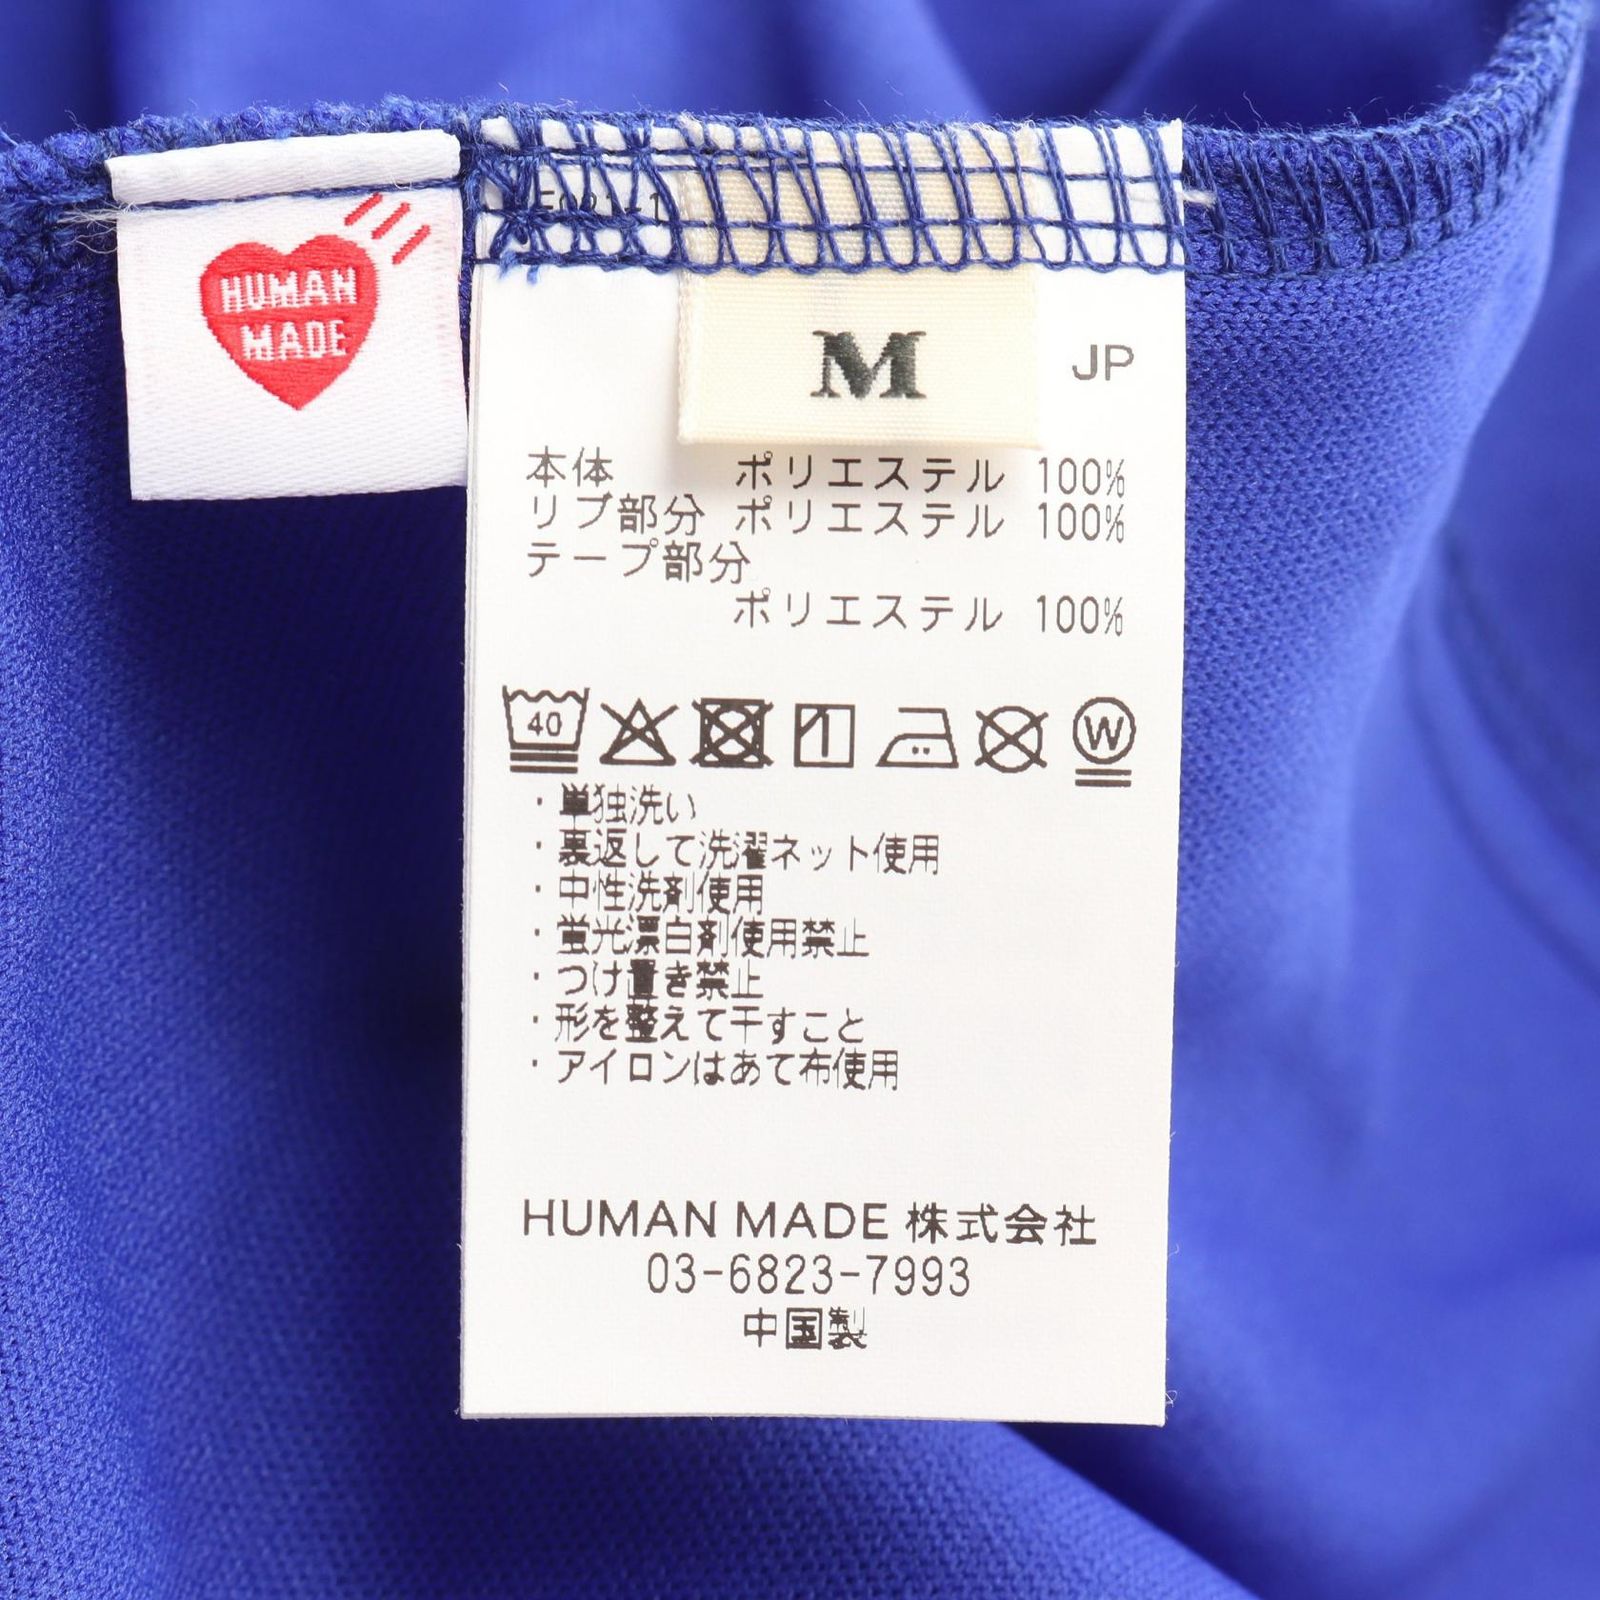 HUMAN
MADE
M
JP
本体 ポリエステル 100%
リブ部分 ポリエステル 100%
テープ部分
ポリエステル 100%
40
W
・単独洗い
・裏返して洗濯ネット使用
・中性洗剤使用
・蛍光漂白剤使用禁止
・つけ置き禁止
・形を整えて干すこと
・アイロンはあて布使用
HUMAN MADE 株式会社
03-6823-7993
中国製